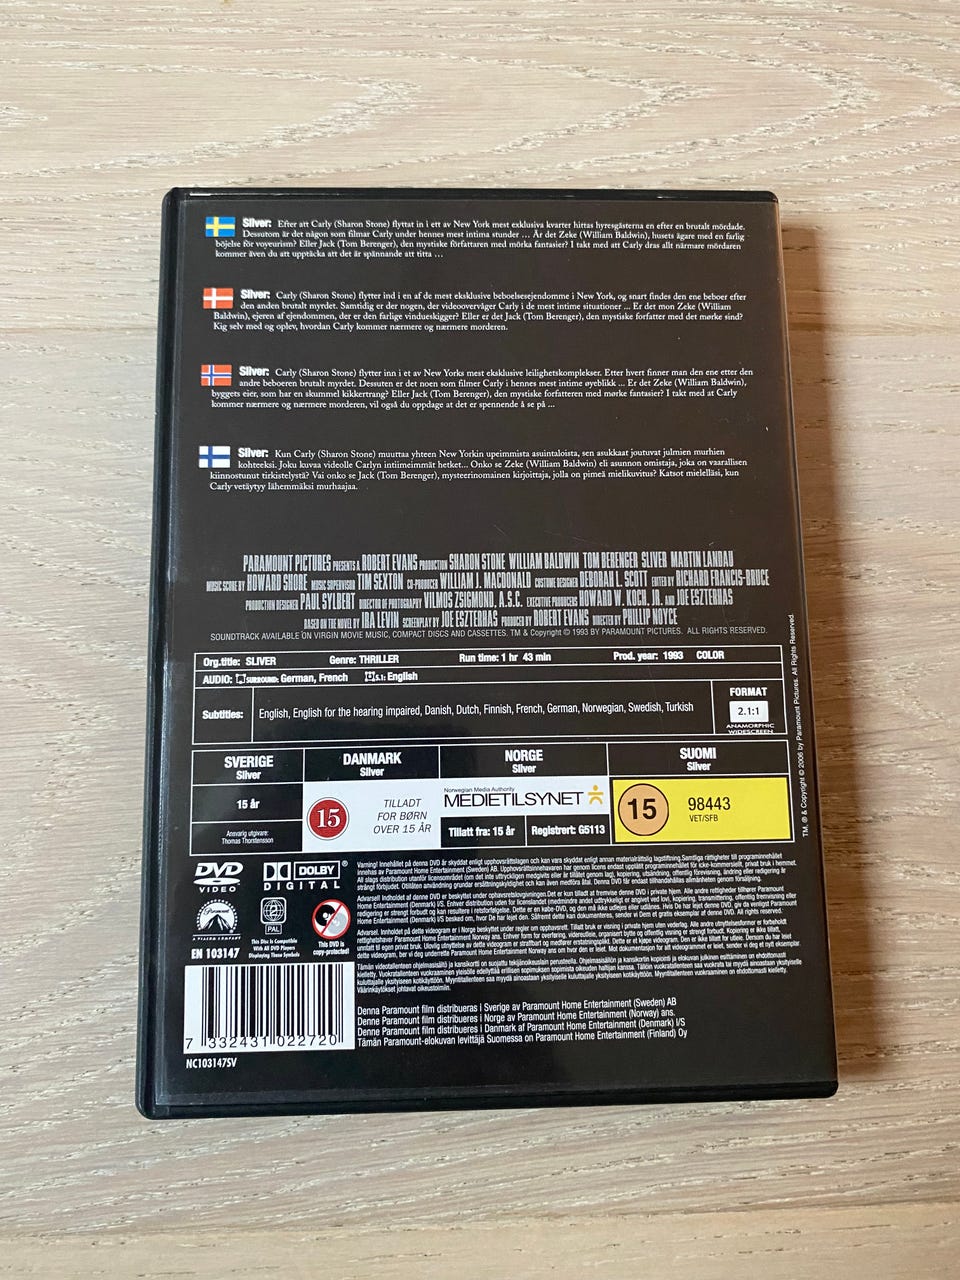 Silver: Efter att Carly (Sharon Stone) flyttat in i ett av New York mest exklusiva kvarter hittas hyresgästerna en efter en brutalt mördade.
Dessutom är det någon som filmar Carly under hennes mest intima stunder ... Är det Zeke (William Baldwin), husets ägare med en farlig
böjelse för voyeurism? Eller Jack (Tom Berenger), den mystiske författaren med mörka fantasier? I takt med att Carly dras allt närmare mördaren
kommer även du att upptäcka att det är spännande att titta ...
Silver: Carly (Sharon Stone) flytter ind i en af de mest eksklusive beboelsesejendomme i New York, og snart findes den ene beboer efter
den anden brutalt myrdet. Samtidig er der nogen, der videoovervåger Carly i de mest intime situationer ... Er det mon Zeke (William
Baldwin), ejeren af ejendommen, der er den farlige vindueskigger? Eller er det Jack (Tom Berenger), den mystiske forfatter med det mørke sind?
Kig selv med og oplev, hvordan Carly kommer nærmere og nærmere morderen.
Silver: Carly (Sharon Stone) flytter inn i et av New Yorks mest eksklusive leilighetskomplekser. Etter hvert finner man den ene etter den
andre beboeren brutalt myrdet. Dessuten er det noen som filmer Carly i hennes mest intime øyeblikk ... Er det Zeke (William Baldwin),
byggets eier, som har en skummel kikkertrang? Eller Jack (Tom Berenger), den mystiske forfatteren med mørke fantasier? I takt med at Carly
kommer nærmere og nærmere morderen, vil også du oppdage at det er spennende å se på ...
Silver: Kun Carly (Sharon Stone) muuttaa yhteen New Yorkin upeimmista asuintaloista, sen asukkaat joutuvat julmien murhien
kohteeksi. Joku kuvaa videolle Carlyn intiimeimmät hetket... Onko se Zeke (William Baldwin) eli asunnon omistaja, joka on vaarallisen
kiinnostunut tirkistelystä? Vai onko se Jack (Tom Berenger), mysteerinomainen kirjoittaja, jolla on pimeä mielikuvitus? Katsot mielelläsi, kun
Carly vetäytyy lähemmäksi murhaajaa.
PARAMOUNT PICTURES PRESENTS A ROBERT EVANS PRODUCTION SHARON STONE WILLIAM BALDWIN TOM BERENGER SLIVER MARTIN LANDAU
MUSIC SCORE BY HOWARD SHORE MUSIC SUPERVISOR TIM SEXTON CO-PRODUCER WILLIAM J. MACDONALD COSTUME DESIGNER DEBORAH L. SCOTT EDITED BY RICHARD FRANCIS-BRUCE
PRODUCTION DESIGNER PAUL SYLBERT DIRECTOR OF PHOTOGRAPHY VILMOS ZSIGMOND, A.S.C. EXECUTIVE PRODUCERS HOWARD W. KOCH, JR. AND JOE ESZTERHAS
BASED ON THE NOVEL BY IRA LEVIN SCREENPLAY BY JOE ESZTERHAS PRODUCED BY ROBERT EVANS DIRECTED BY PHILLIP NOYCE
SOUNDTRACK AVAILABLE ON VIRGIN MOVIE MUSIC, COMPACT DISCS AND CASSETTES. TM & Copyright © 1993 BY PARAMOUNT PICTURES. ALL RIGHTS RESERVED.
Org.title: SLIVER Genre: THRILLER Run time: 1 hr 43 min Prod. year: 1993 COLOR
AUDIO: SURROUND: German, French 5.1: English
Subtitles: English, English for the hearing impaired, Danish, Dutch, Finnish, French, German, Norwegian, Swedish, Turkish
FORMAT
2.1:1
ANAMORPHIC
WIDESCREEN
SVERIGE
Silver
15 år
Ansvarig utgivare:
Thomas Thorstensson
DANMARK
Silver
15
TILLADT
FOR BØRN
OVER 15 ÅR
NORGE
Silver
Norwegian Media Authority
MEDIETILSYNET
Tillatt fra: 15 år Registrert: G5113
SUOMI
Silver
15
98443
VET/SFB
TM, ® & Copyright © 2006 by Paramount Pictures. All Rights Reserved.
DVD
VIDEO
DOLBY
DIGITAL
Paramount
A VIACOM COMPANY
2
PAL
This Disc is Compatible
With All DVD Players
Displaying These Symbols
This DVD is
copy-protected!
EN 103147
Denna Paramount film distribueras i Sverige av Paramount Home Entertainment (Sweden) AB
Denne Paramount film distribueres i Norge av Paramount Home Entertainment (Norway) ans.
Denne Paramount film distribueres i Danmark af Paramount Home Entertainment (Denmark) I/S
Tämän Paramount-elokuvan levittäjä Suomessa on Paramount Home Entertainment (Finland) Oy
7 332431 022720
NC103147SV